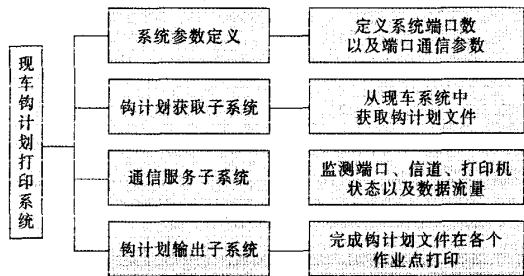 现车钩计划打印系统
系统参数定义
定义系统端口数
以及端口通信参数
钩计划获取子系统
从现车系统中
获取钩计划文件
通信服务子系统
监测端口、信道、打印机
状态以及数据流量
钩计划输出子系统
完成钩计划文件在各个
作业点打印